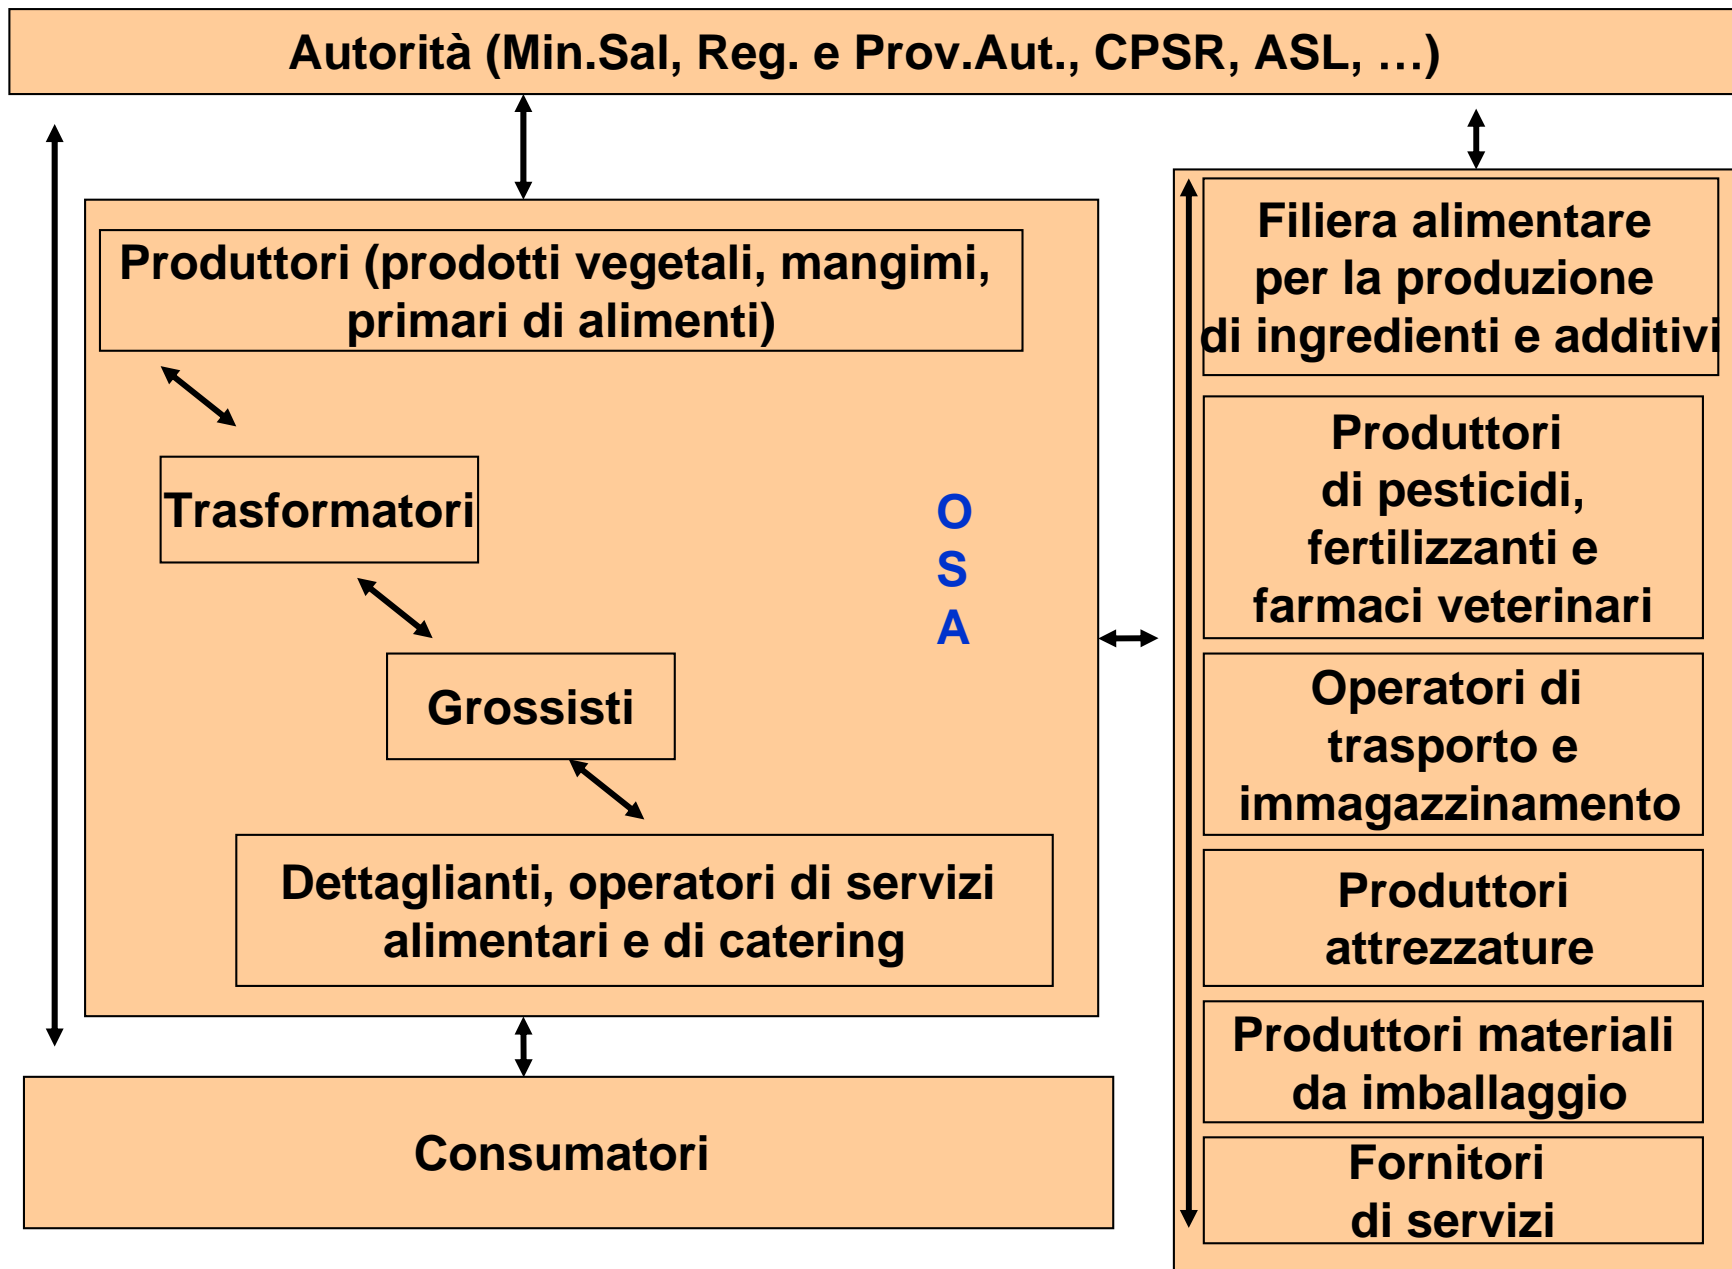 Autorità (Min.Sal, Reg. e Prov.Aut., CPSR, ASL, …)
Produttori (prodotti vegetali, mangimi,
primari di alimenti)
Trasformatori
Grossisti
Dettaglianti, operatori di servizi
alimentari e di catering
O
S
A
Consumatori
Filiera alimentare
per la produzione
di ingredienti e additivi
Produttori
di pesticidi,
fertilizzanti e
farmaci veterinari
Operatori di
trasporto e
immagazzinamento
Produttori
attrezzature
Produttori materiali
da imballaggio
Fornitori
di servizi